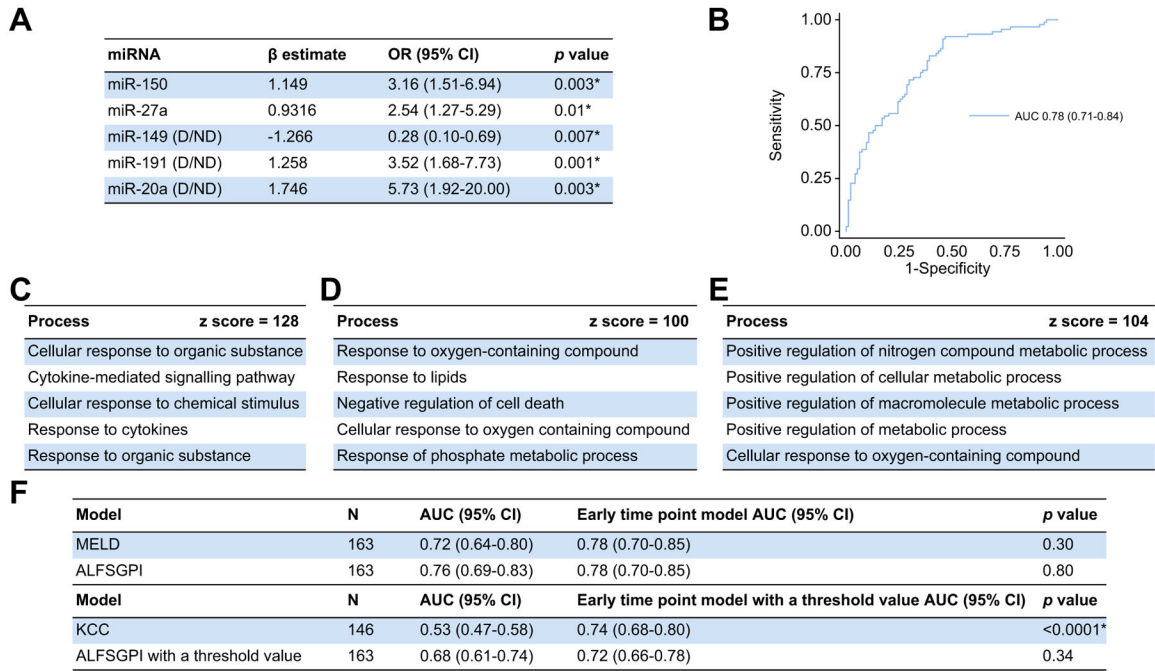 A
miRNA β estimate OR (95% CI) p value
miR-150 1.149 3.16 (1.51-6.94) 0.003*
miR-27a 0.9316 2.54 (1.27-5.29) 0.01*
miR-149 (D/ND) -1.266 0.28 (0.10-0.69) 0.007*
miR-191 (D/ND) 1.258 3.52 (1.68-7.73) 0.001*
miR-20a (D/ND) 1.746 5.73 (1.92-20.00) 0.003*
B
Sensitivity
1.00
0.75
0.50
0.25
0.00
AUC 0.78 (0.71-0.84)
0.00 0.25 0.50 0.75 1.00
1-Specificity
C
Process z score = 128
Cellular response to organic substance
Cytokine-mediated signalling pathway
Cellular response to chemical stimulus
Response to cytokines
Response to organic substance
D
Process z score = 100
Response to oxygen-containing compound
Response to lipids
Negative regulation of cell death
Cellular response to oxygen containing compound
Response of phosphate metabolic process
E
Process z score = 104
Positive regulation of nitrogen compound metabolic process
Positive regulation of cellular metabolic process
Positive regulation of macromolecule metabolic process
Positive regulation of metabolic process
Cellular response to oxygen-containing compound
F
Model N AUC (95% CI) Early time point model AUC (95% CI) p value
MELD 163 0.72 (0.64-0.80) 0.78 (0.70-0.85) 0.30
ALFSGPI 163 0.76 (0.69-0.83) 0.78 (0.70-0.85) 0.80
Model N AUC (95% CI) Early time point model with a threshold value AUC (95% CI) p value
KCC 146 0.53 (0.47-0.58) 0.74 (0.68-0.80) <0.0001*
ALFSGPI with a threshold value 163 0.68 (0.61-0.74) 0.72 (0.66-0.78) 0.34